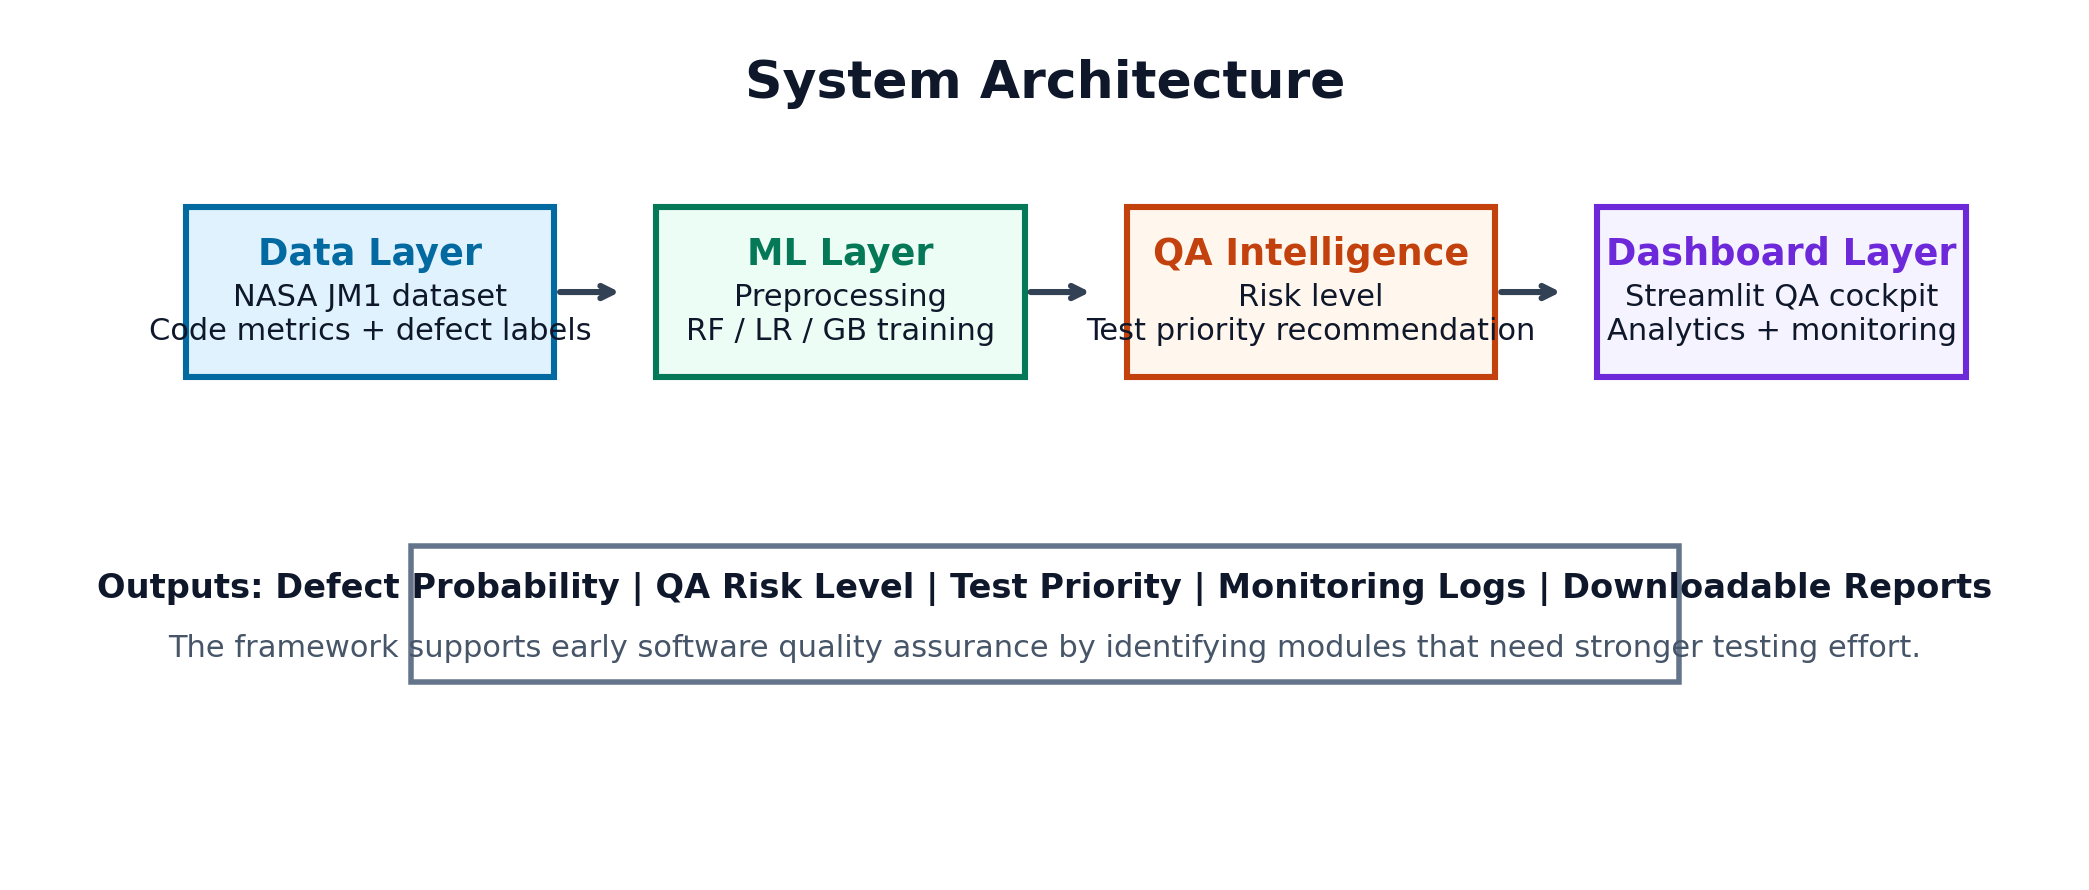 System Architecture
Data Layer
NASA JM1 dataset
Code metrics + defect labels
ML Layer
Preprocessing
RF / LR / GB training
QA Intelligence
Risk level
Test priority recommendation
Dashboard Layer
Streamlit QA cockpit
Analytics + monitoring
Outputs: Defect Probability | QA Risk Level | Test Priority | Monitoring Logs | Downloadable Reports
The framework supports early software quality assurance by identifying modules that need stronger testing effort.